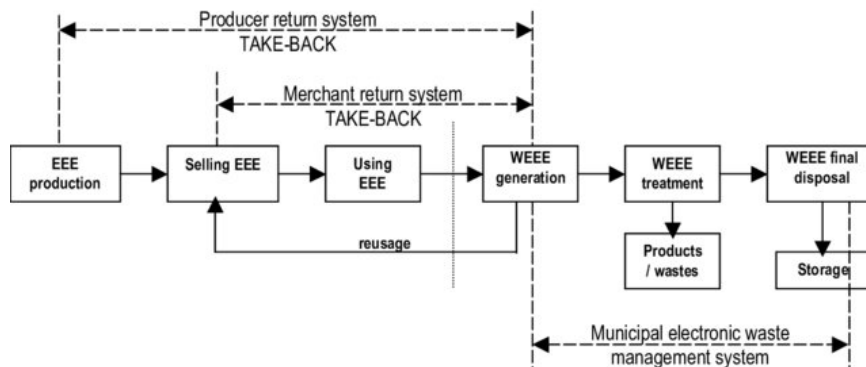 Producer return system
TAKE-BACK
Merchant return system
TAKE-BACK
EEE
production
Selling EEE
Using
EEE
WEEE
generation
WEEE
treatment
WEEE final
disposal
reusage
Products
/ wastes
Storage
Municipal electronic waste
management system